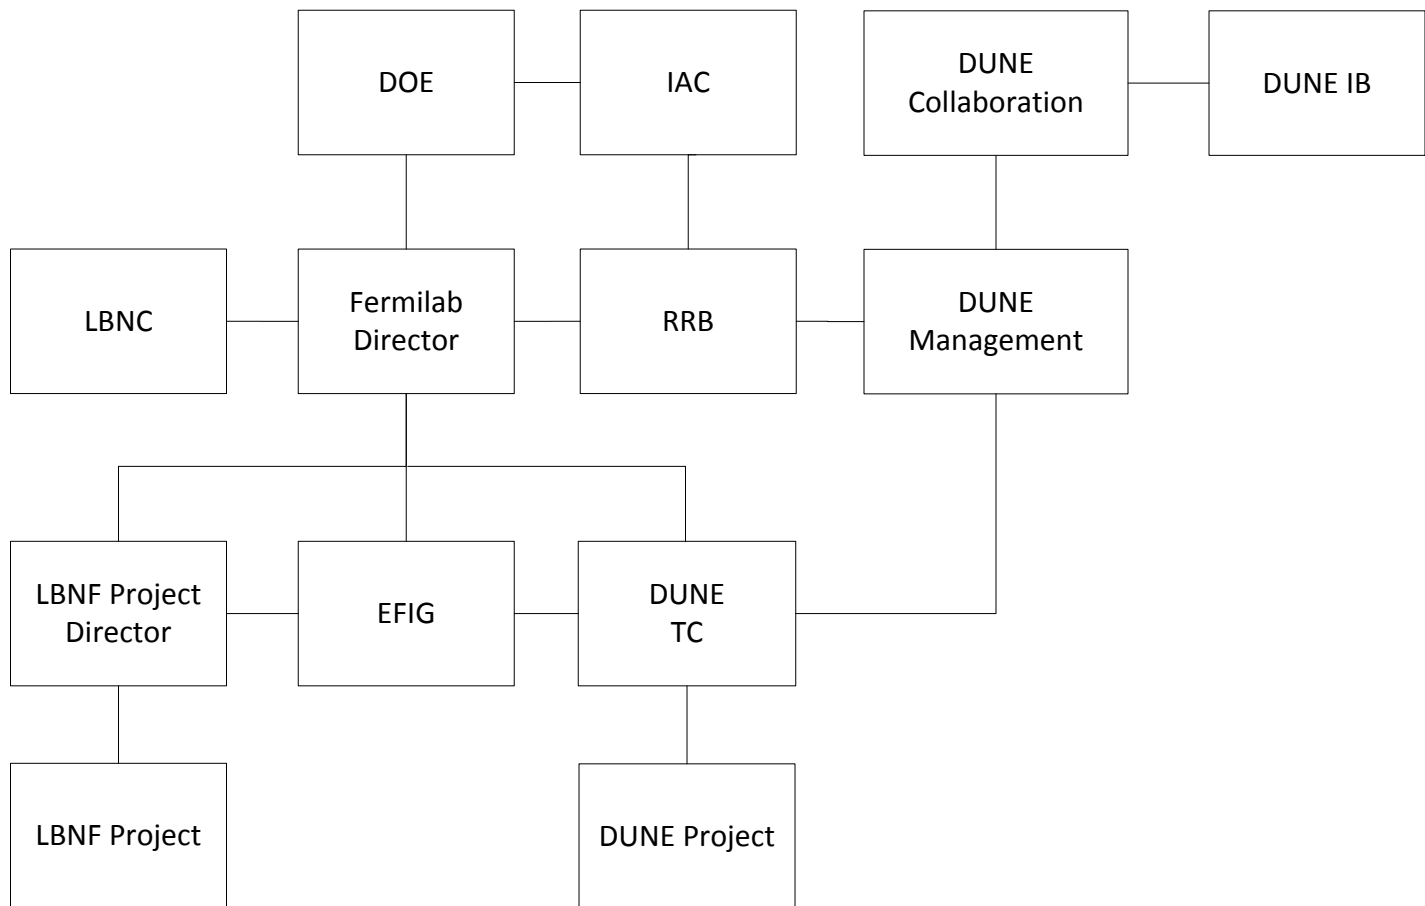 DOE
IAC
DUNE
Collaboration
DUNE IB
LBNC
Fermilab
Director
RRB
DUNE
Management
LBNF Project
Director
EFIG
DUNE
TC
LBNF Project
DUNE Project